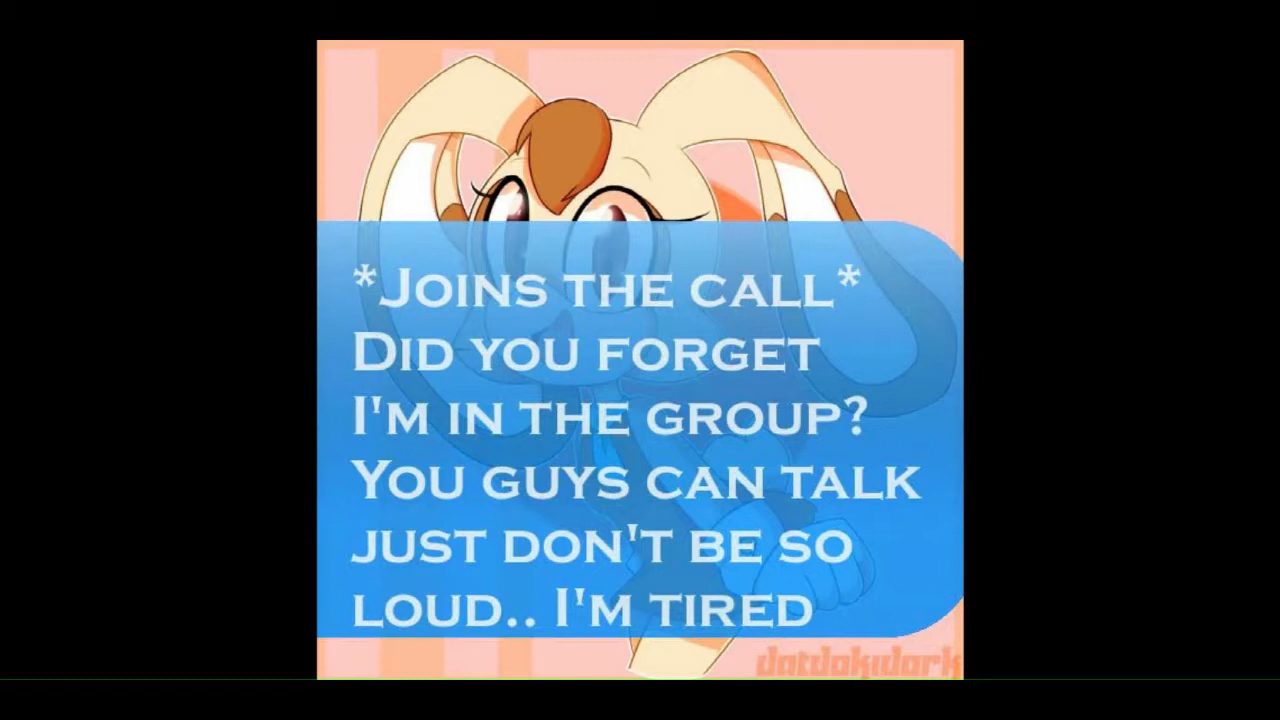 *Joins the call*
Did you forget
I'm in the group?
You guys can talk
just don't be so
loud.. I'm tired
datdakidark